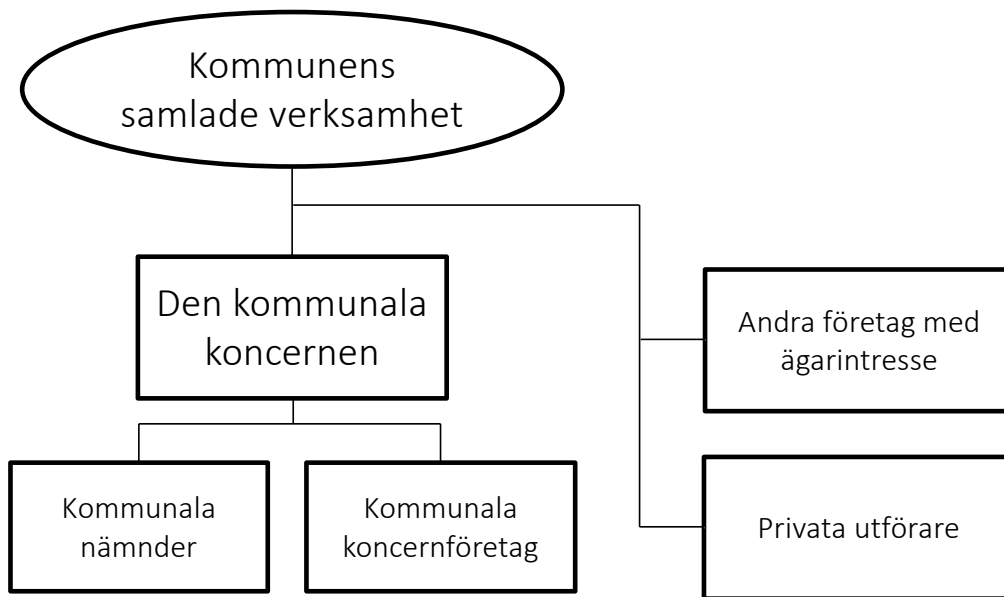 Kommunens
samlade verksamhet
Den kommunala
koncernen
Andra företag med
ägarintresse
Kommunala
nämnder
Kommunala
koncernföretag
Privata utförare